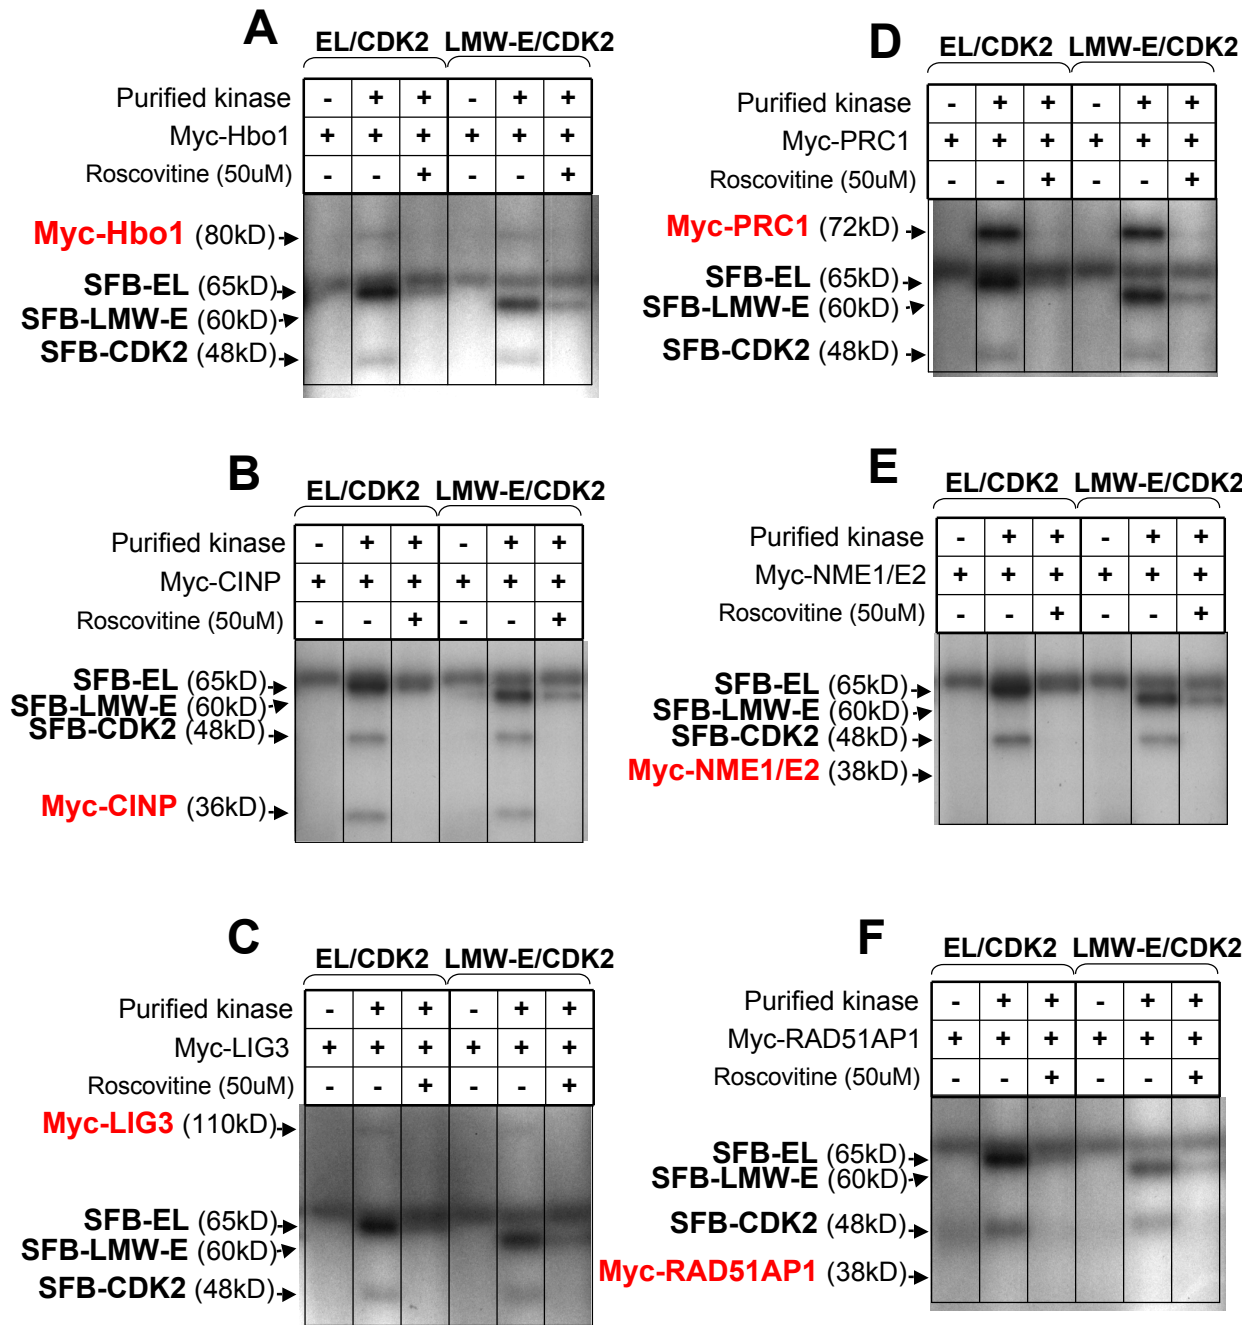 A
EL/CDK2 LMW-E/CDK2
Purified kinase - + + - + +
Myc-Hbo1 + + + + + +
Roscovitine (50uM) - - + - - +
Myc-Hbo1 (80kD)
SFB-EL (65kD)
SFB-LMW-E (60kD)
SFB-CDK2 (48kD)
B
EL/CDK2 LMW-E/CDK2
Purified kinase - + + - + +
Myc-CINP + + + + + +
Roscovitine (50uM) - - + - - +
SFB-EL (65kD)
SFB-LMW-E (60kD)
SFB-CDK2 (48kD)
Myc-CINP (36kD)
C
EL/CDK2 LMW-E/CDK2
Purified kinase - + + - + +
Myc-LIG3 + + + + + +
Roscovitine (50uM) - - + - - +
Myc-LIG3 (110kD)
SFB-EL (65kD)
SFB-LMW-E (60kD)
SFB-CDK2 (48kD)
D
EL/CDK2 LMW-E/CDK2
Purified kinase - + + - + +
Myc-PRC1 + + + + + +
Roscovitine (50uM) - - + - - +
Myc-PRC1 (72kD)
SFB-EL (65kD)
SFB-LMW-E (60kD)
SFB-CDK2 (48kD)
E
EL/CDK2 LMW-E/CDK2
Purified kinase - + + - + +
Myc-NME1/E2 + + + + + +
Roscovitine (50uM) - - + - - +
SFB-EL (65kD)
SFB-LMW-E (60kD)
SFB-CDK2 (48kD)
Myc-NME1/E2 (38kD)
F
EL/CDK2 LMW-E/CDK2
Purified kinase - + + - + +
Myc-RAD51AP1 + + + + + +
Roscovitine (50uM) - - + - - +
SFB-EL (65kD)
SFB-LMW-E (60kD)
SFB-CDK2 (48kD)
Myc-RAD51AP1 (38kD)